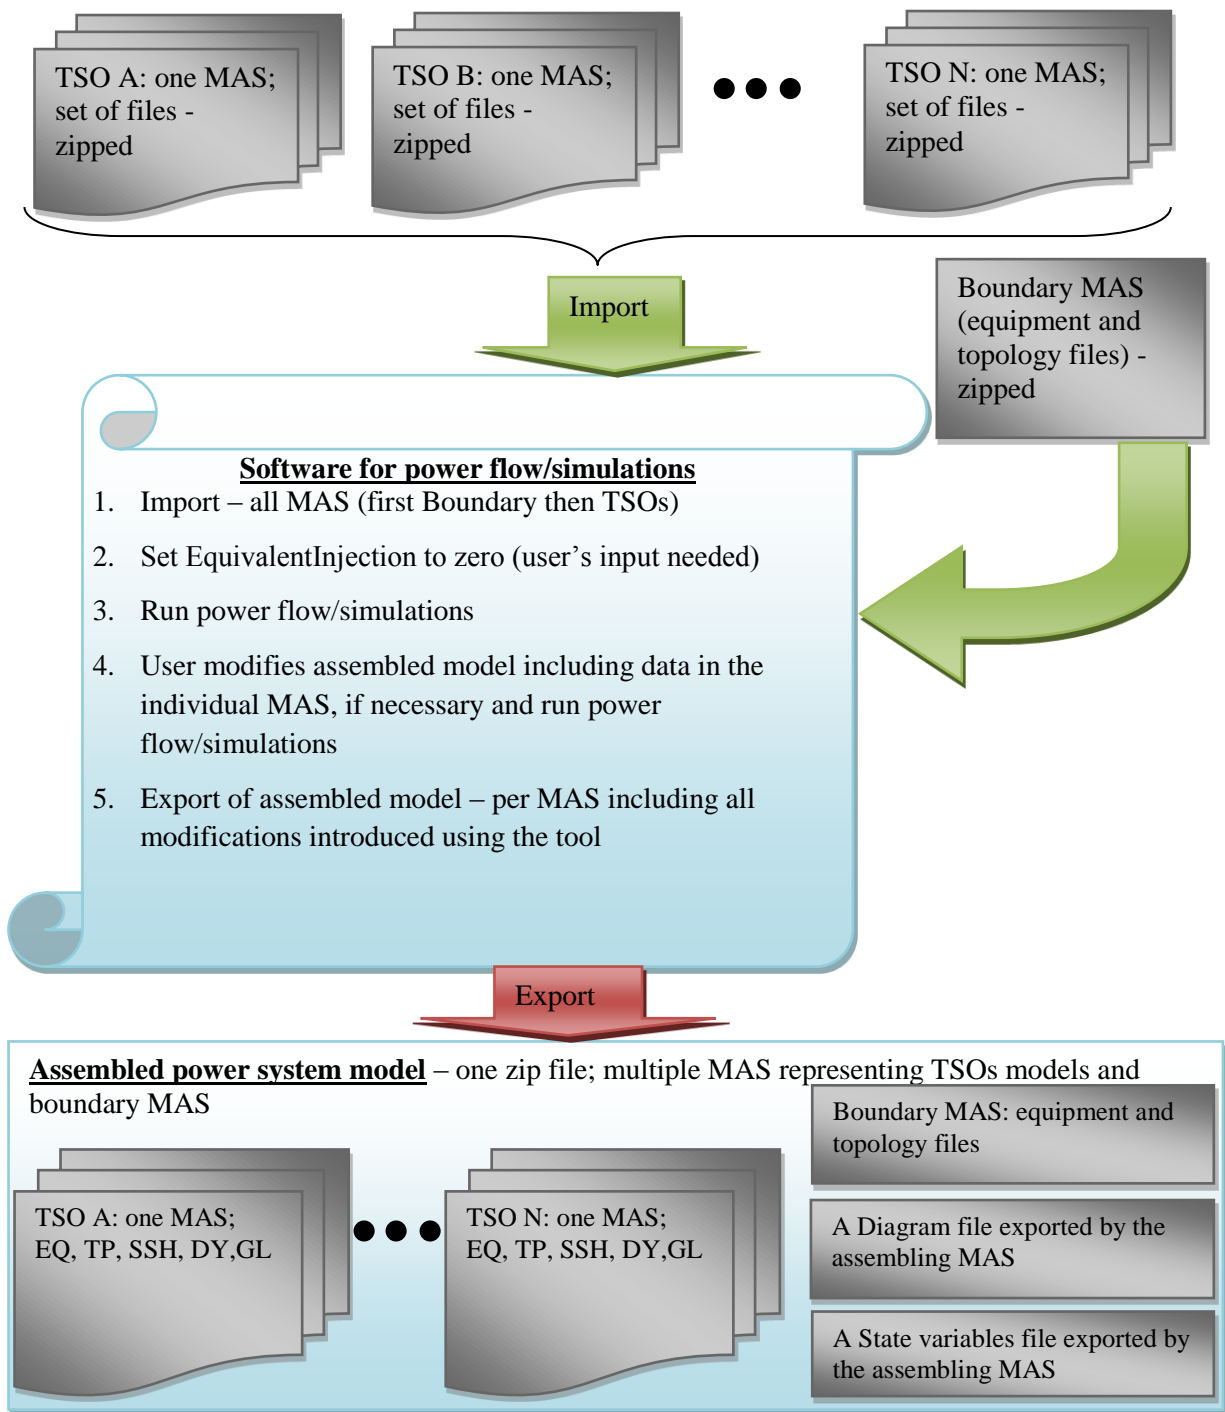 TSO A: one MAS;
set of files -
zipped
TSO B: one MAS;
set of files -
zipped
TSO N: one MAS;
set of files -
zipped
Import
Boundary MAS
(equipment and
topology files) -
zipped
Software for power flow/simulations
1. Import – all MAS (first Boundary then TSOs)
2. Set EquivalentInjection to zero (user’s input needed)
3. Run power flow/simulations
4. User modifies assembled model including data in the
individual MAS, if necessary and run power
flow/simulations
5. Export of assembled model – per MAS including all
modifications introduced using the tool
Export
Assembled power system model – one zip file; multiple MAS representing TSOs models and
boundary MAS
TSO A: one MAS;
EQ, TP, SSH, DY,GL
TSO N: one MAS;
EQ, TP, SSH, DY,GL
Boundary MAS: equipment and
topology files
A Diagram file exported by the
assembling MAS
A State variables file exported by
the assembling MAS